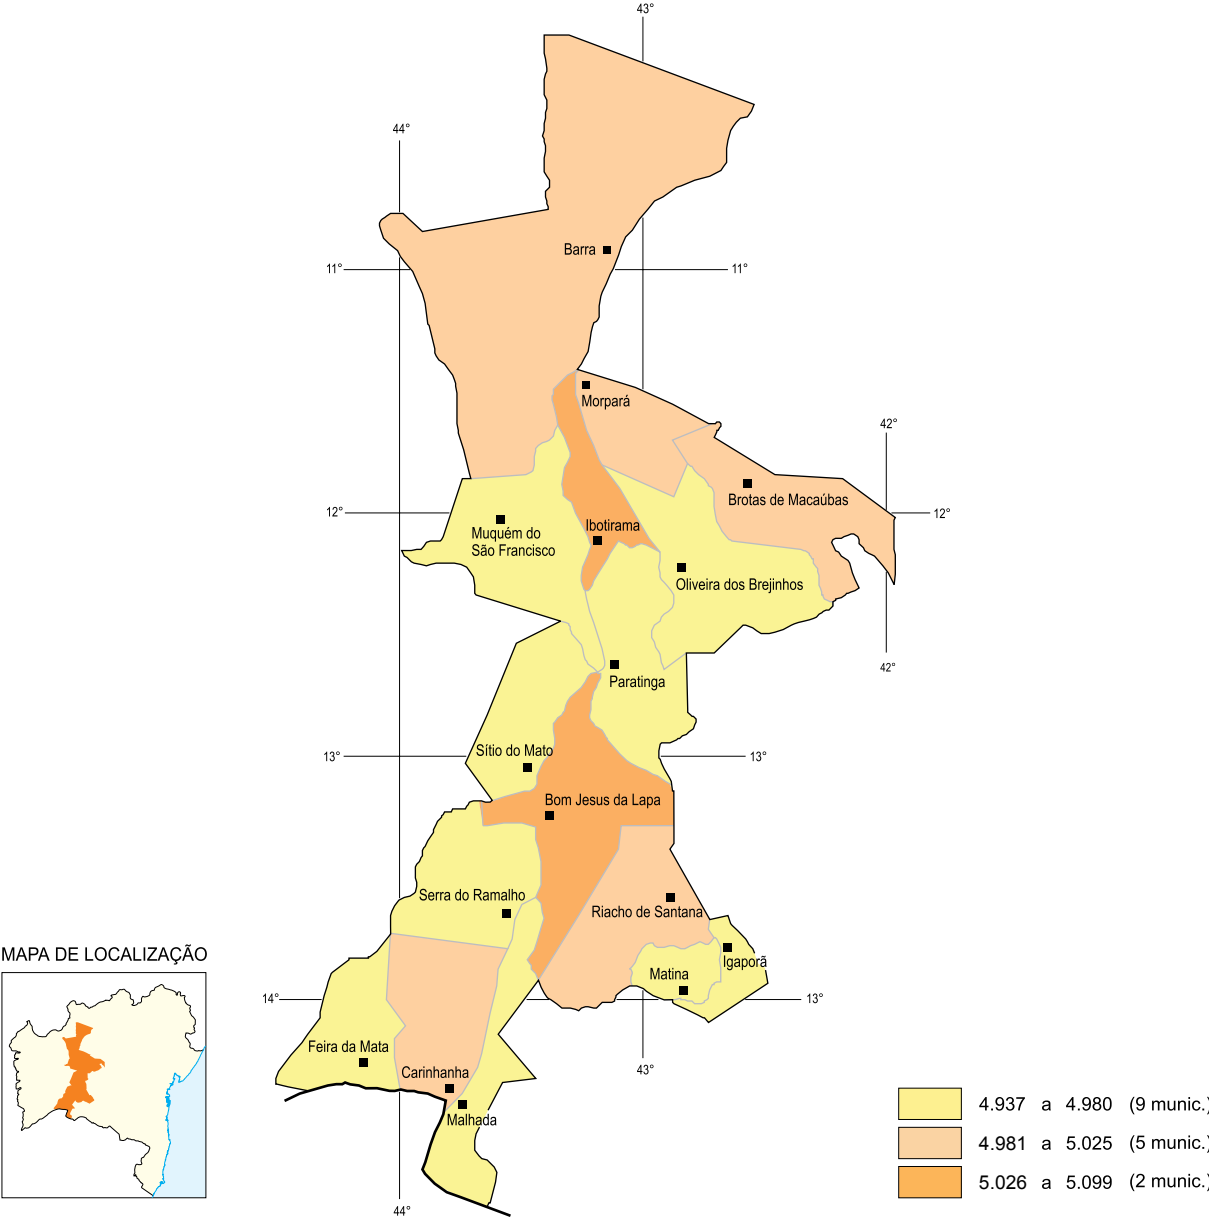 43°
44°
Barra
11°
11°
Morpará
42°
Brotas de Macaúbas
12°
12°
Ibotirama
Muquém do
São Francisco
Oliveira dos Brejinhos
42°
Paratinga
Sítio do Mato
13°
13°
Bom Jesus da Lapa
Serra do Ramalho
Riacho de Santana
MAPA DE LOCALIZAÇÃO
Igaporã
Matina
14°
13°
Feira da Mata
43°
Carinhanha
Malhada
4.937 a 4.980 (9 munic.)
4.981 a 5.025 (5 munic.)
5.026 a 5.099 (2 munic.)
44°